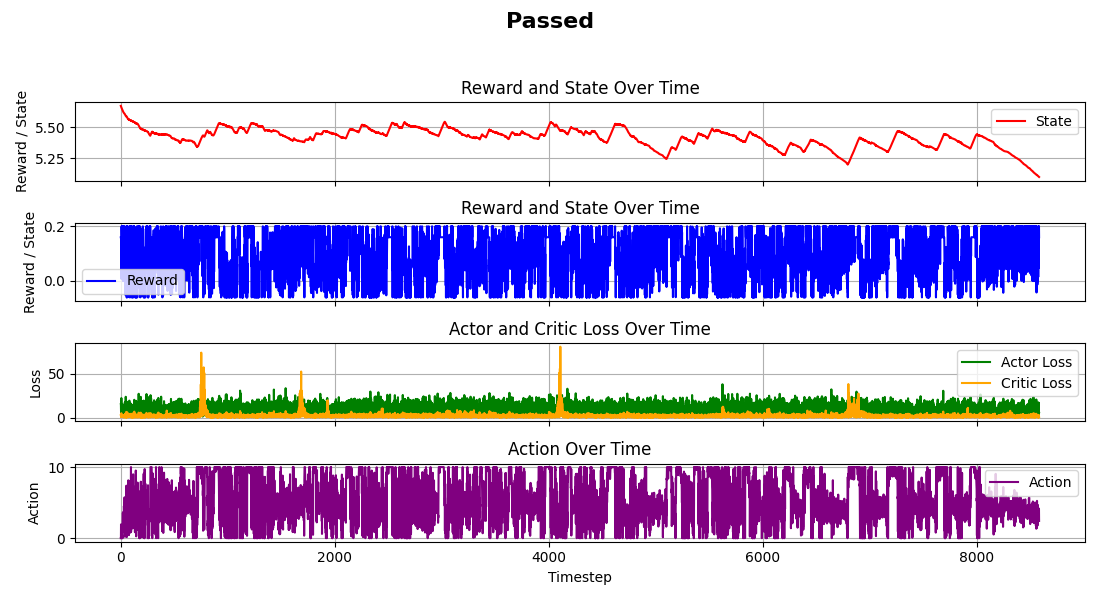 Passed
Reward and State Over Time
Reward / State
5.50
5.25
State
Reward and State Over Time
Reward / State
0.2
0.0
Reward
Actor and Critic Loss Over Time
Loss
50
0
Actor Loss
Critic Loss
Action Over Time
Action
10
0
Action
0 2000 4000 6000 8000
Timestep